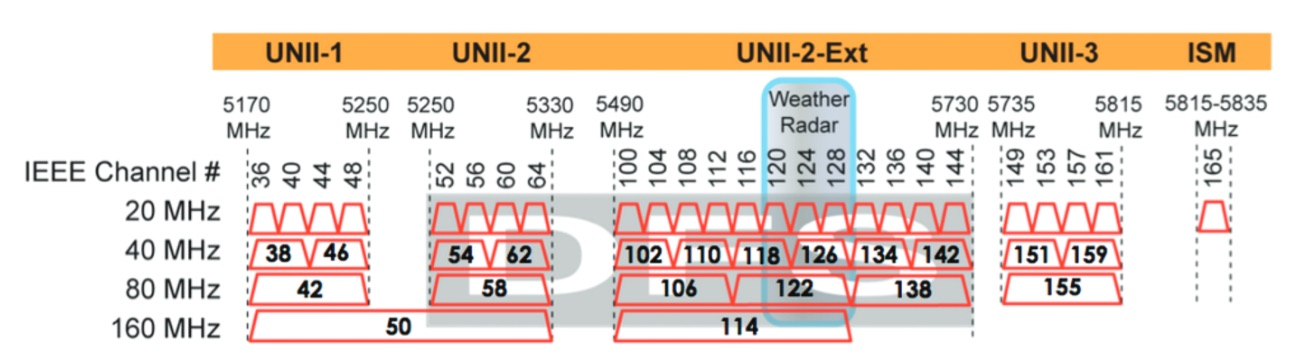 UNII-1 UNII-2 UNII-2-Ext UNII-3 ISM
5170 MHz 5250 MHz 5250 MHz 5330 MHz 5490 MHz Weather Radar 5730 MHz 5735 MHz 5815 MHz 5815-5835 MHz
IEEE Channel # 36 40 44 48 52 56 60 64 100 104 108 112 116 120 124 128 132 136 140 144 149 153 157 161 165
20 MHz
DFS
40 MHz 38 46 54 62 102 110 118 126 134 142 151 159
80 MHz 42 58 106 122 138 155
160 MHz 50 114